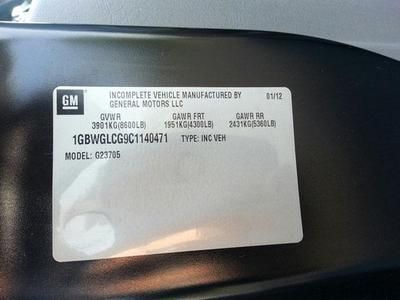 GM
INCOMPLETE VEHICLE MANUFACTURED BY 01/12
GENERAL MOTORS LLC
GVWR GAWR FRT GAWR RR
3901KG(8600LB) 1951KG(4300LB) 2431KG(5360LB)
1GBWGLCG9C1140471 TYPE: INC VEH
MODEL: G23705